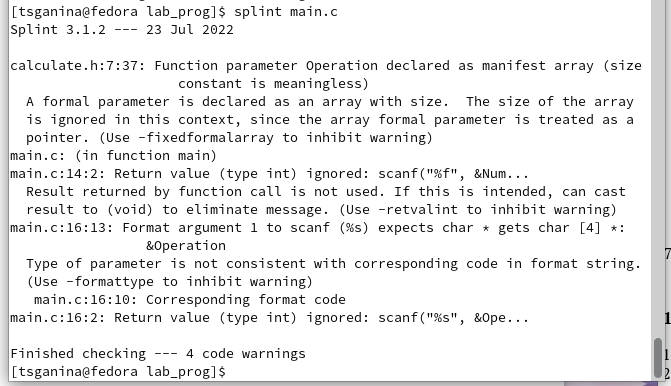 [tsganina@fedora lab_prog]$ splint main.c
Splint 3.1.2 --- 23 Jul 2022

calculate.h:7:37: Function parameter Operation declared as manifest array (size
                     constant is meaningless)
  A formal parameter is declared as an array with size.  The size of the array
  is ignored in this context, since the array formal parameter is treated as a
  pointer. (Use -fixedformalarray to inhibit warning)
main.c: (in function main)
main.c:14:2: Return value (type int) ignored: scanf("%f", &Num...
  Result returned by function call is not used. If this is intended, can cast
  result to (void) to eliminate message. (Use -retvalint to inhibit warning)
main.c:16:13: Format argument 1 to scanf (%s) expects char * gets char [4] *:
                 &Operation
  Type of parameter is not consistent with corresponding code in format string.
  (Use -formattype to inhibit warning)
   main.c:16:10: Corresponding format code
main.c:16:2: Return value (type int) ignored: scanf("%s", &Ope...

Finished checking --- 4 code warnings
[tsganina@fedora lab_prog]$
7
1
1
2